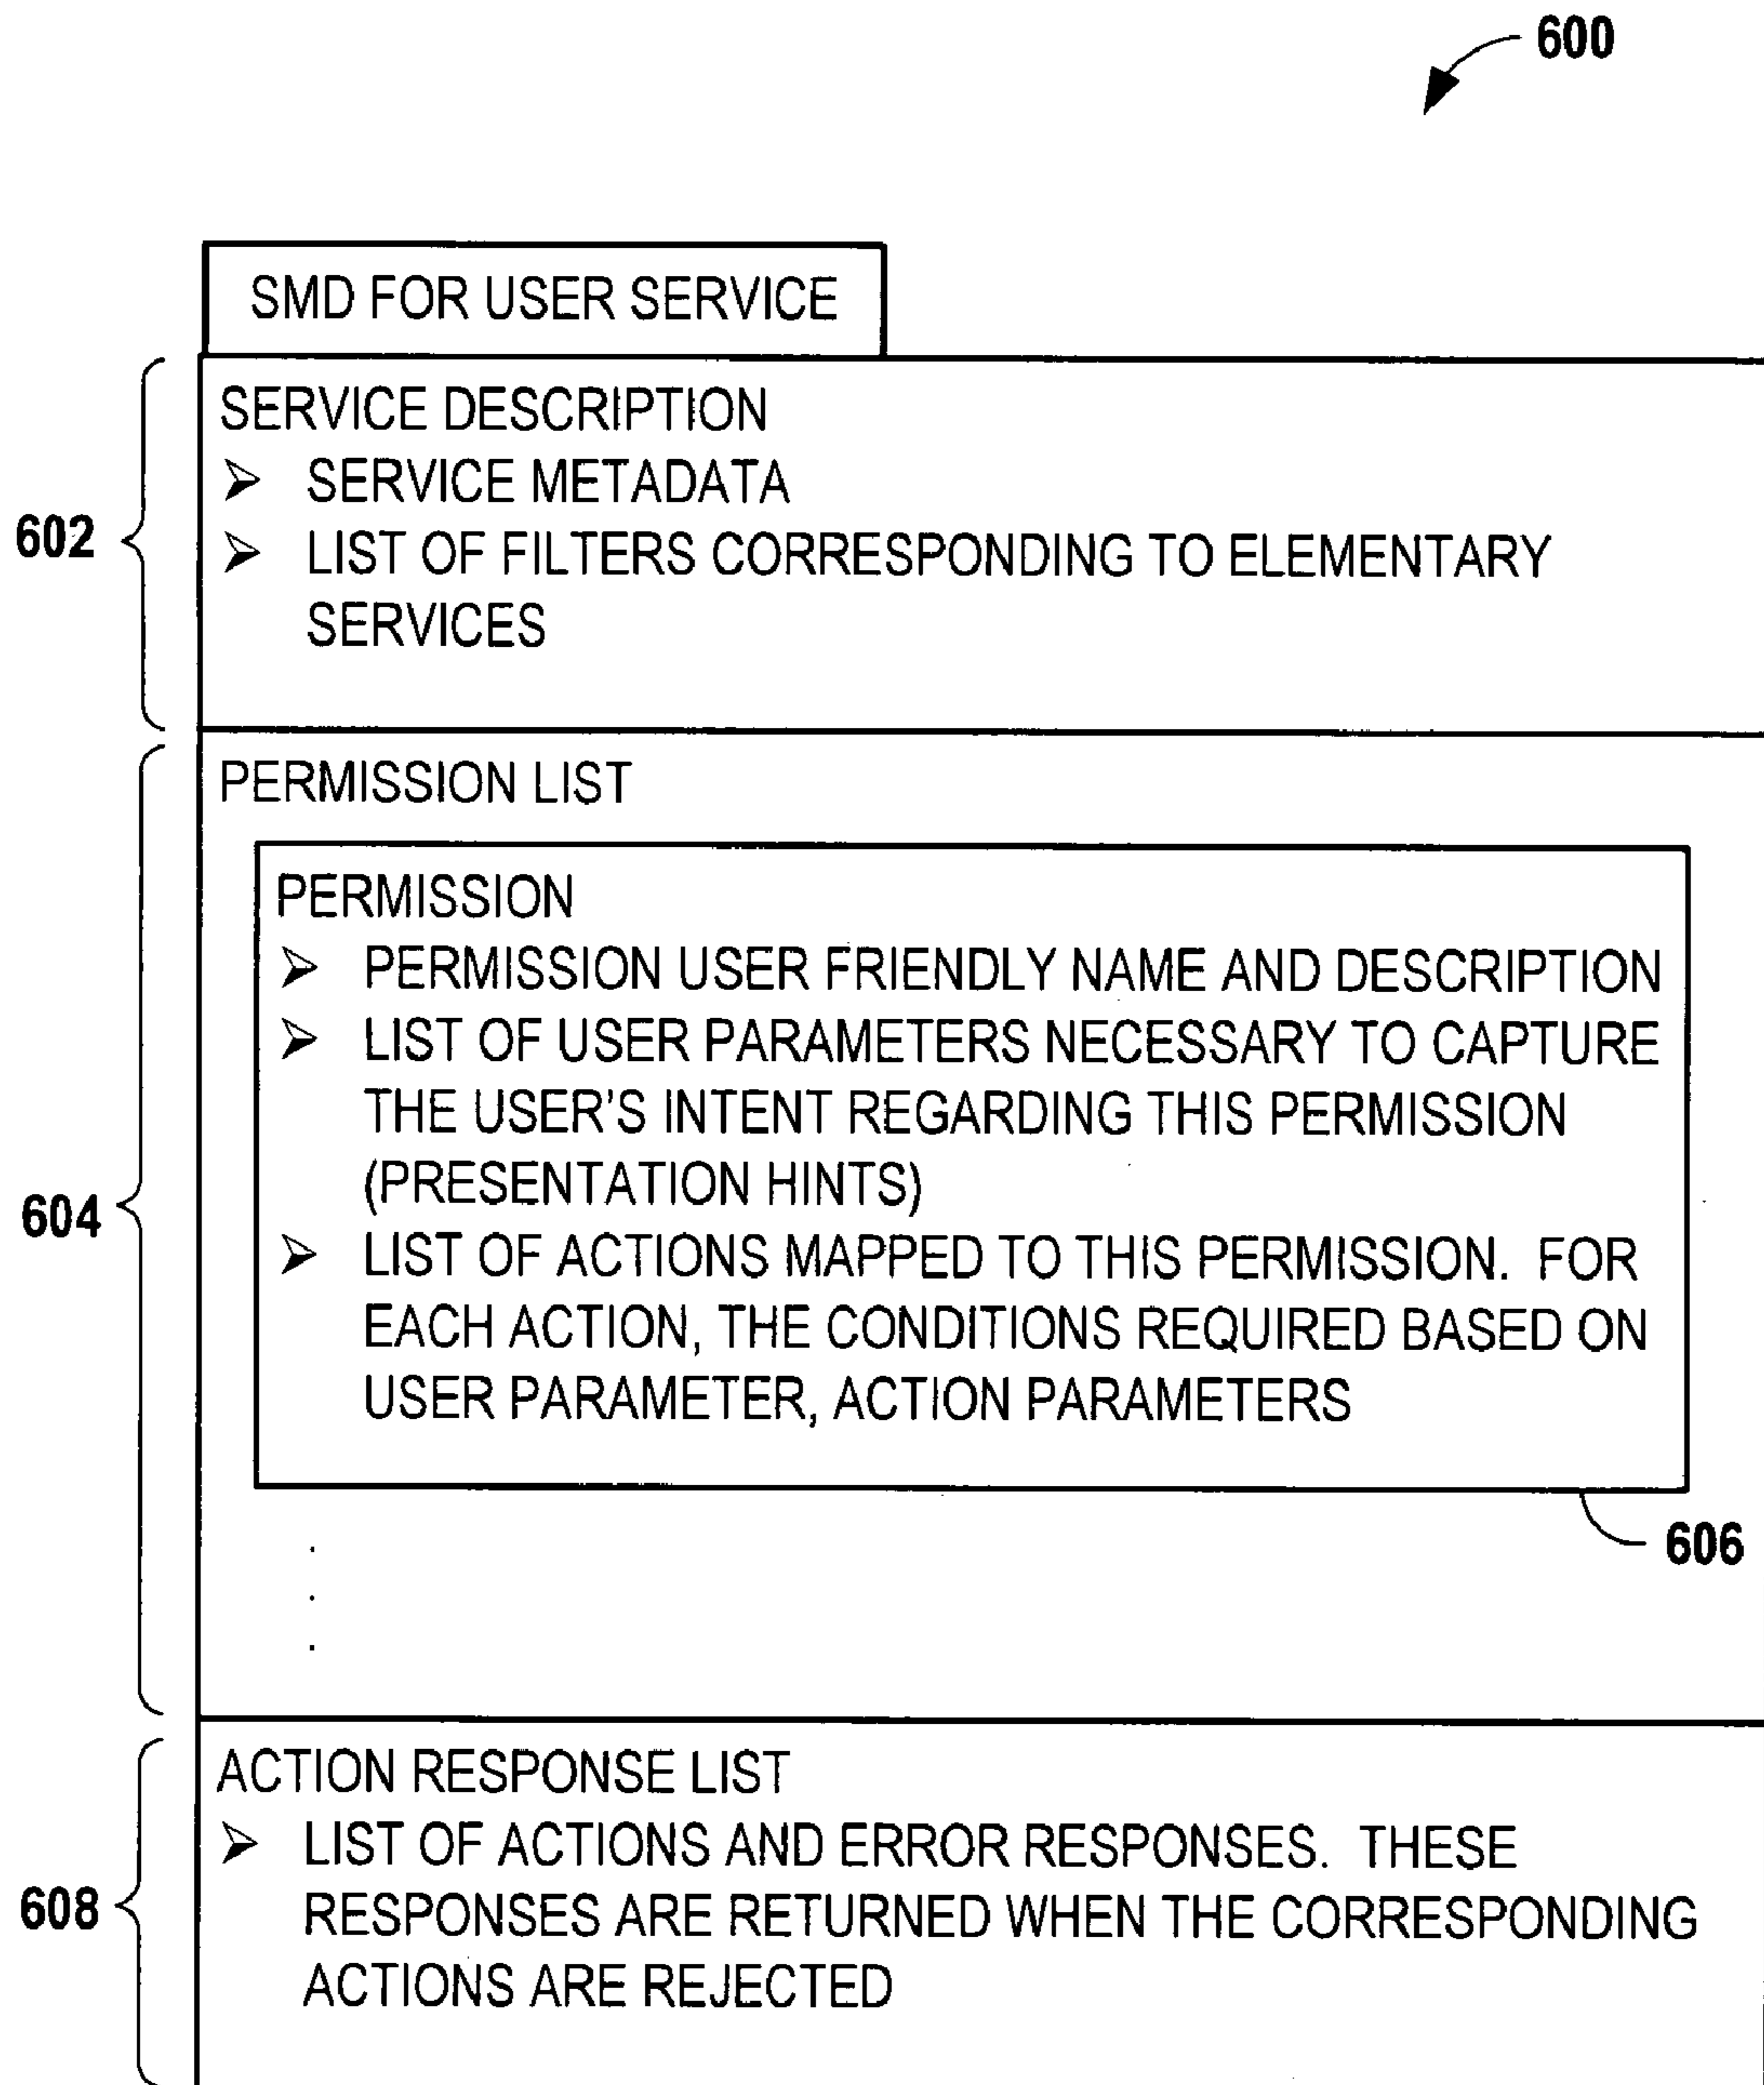 600
SMD FOR USER SERVICE
602
SERVICE DESCRIPTION
➢ SERVICE METADATA
➢ LIST OF FILTERS CORRESPONDING TO ELEMENTARY
SERVICES
604
PERMISSION LIST
PERMISSION
➢ PERMISSION USER FRIENDLY NAME AND DESCRIPTION
➢ LIST OF USER PARAMETERS NECESSARY TO CAPTURE
THE USER'S INTENT REGARDING THIS PERMISSION
(PRESENTATION HINTS)
➢ LIST OF ACTIONS MAPPED TO THIS PERMISSION. FOR
EACH ACTION, THE CONDITIONS REQUIRED BASED ON
USER PARAMETER, ACTION PARAMETERS
606
.
.
.
608
ACTION RESPONSE LIST
➢ LIST OF ACTIONS AND ERROR RESPONSES. THESE
RESPONSES ARE RETURNED WHEN THE CORRESPONDING
ACTIONS ARE REJECTED